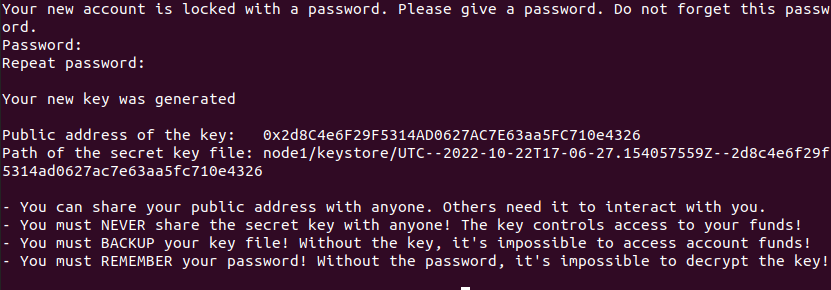 Your new account is locked with a password. Please give a password. Do not forget this passw
ord.
Password:
Repeat password:
Your new key was generated
Public address of the key:   0x2d8C4e6F29F5314AD0627AC7E63aa5FC710e4326
Path of the secret key file: node1/keystore/UTC--2022-10-22T17-06-27.154057559Z--2d8c4e6f29f
5314ad0627ac7e63aa5fc710e4326
- You can share your public address with anyone. Others need it to interact with you.
- You must NEVER share the secret key with anyone! The key controls access to your funds!
- You must BACKUP your key file! Without the key, it's impossible to access account funds!
- You must REMEMBER your password! Without the password, it's impossible to decrypt the key!